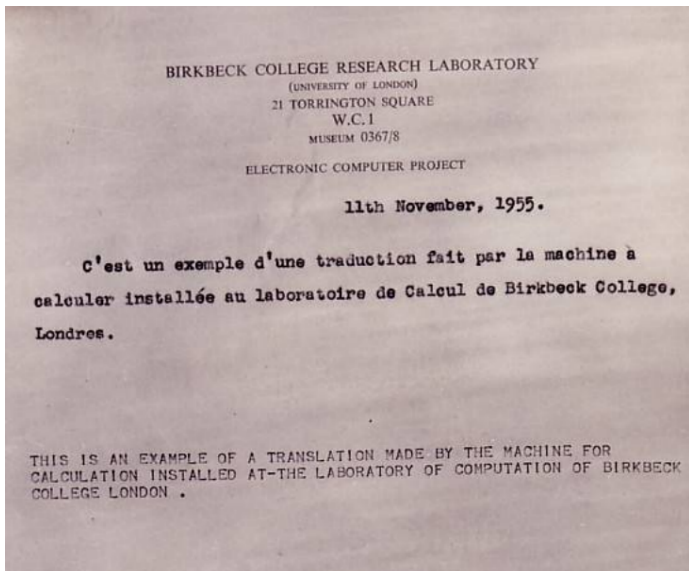 BIRKBECK COLLEGE RESEARCH LABORATORY
(UNIVERSITY OF LONDON)
21 TORRINGTON SQUARE
W.C.1
MUSEUM 0367/8
ELECTRONIC COMPUTER PROJECT
11th November, 1955.
C'est un exemple d'une traduction fait par la machine à
calculer installée au laboratoire de Calcul de Birkbeck College,
Londres.
THIS IS AN EXAMPLE OF A TRANSLATION MADE BY THE MACHINE FOR
CALCULATION INSTALLED AT-THE LABORATORY OF COMPUTATION OF BIRKBECK
COLLEGE LONDON .